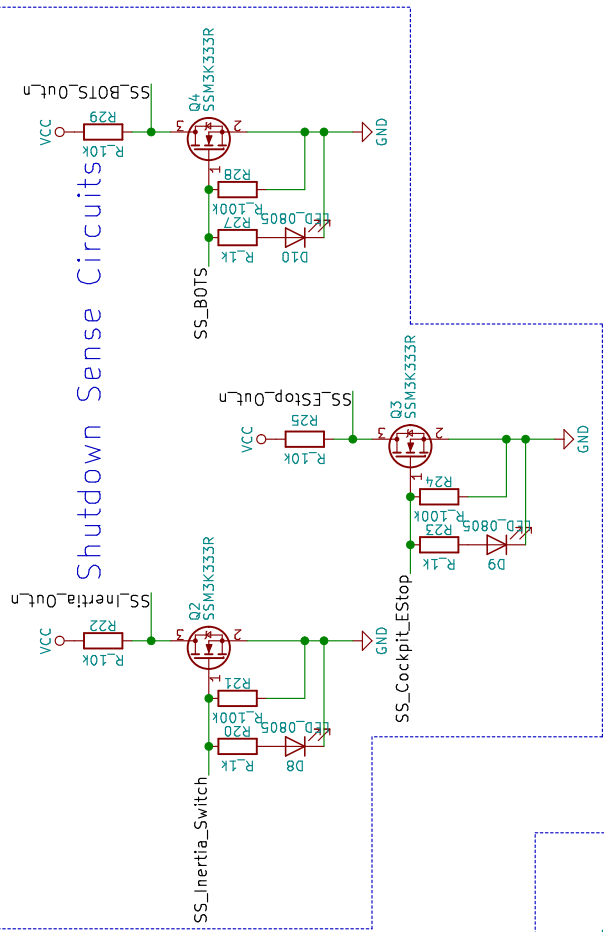 Shutdown Sense Circuits
SS_BOTS_Out_n
VCC
R29
R_10k
Q4
SSM3K333R
3
2
1
GND
R28
R_100k
R27
R_1k
LED_0805
D10
SS_BOTS
SS_EStop_Out_n
VCC
R25
R_10k
Q3
SSM3K333R
3
2
1
GND
R24
R_100k
R23
R_1k
LED_0805
D9
SS_Cockpit_EStop
SS_Inertia_Out_n
VCC
R22
R_10k
Q2
SSM3K333R
3
2
1
GND
R21
R_100k
R20
R_1k
LED_0805
D8
SS_Inertia_Switch